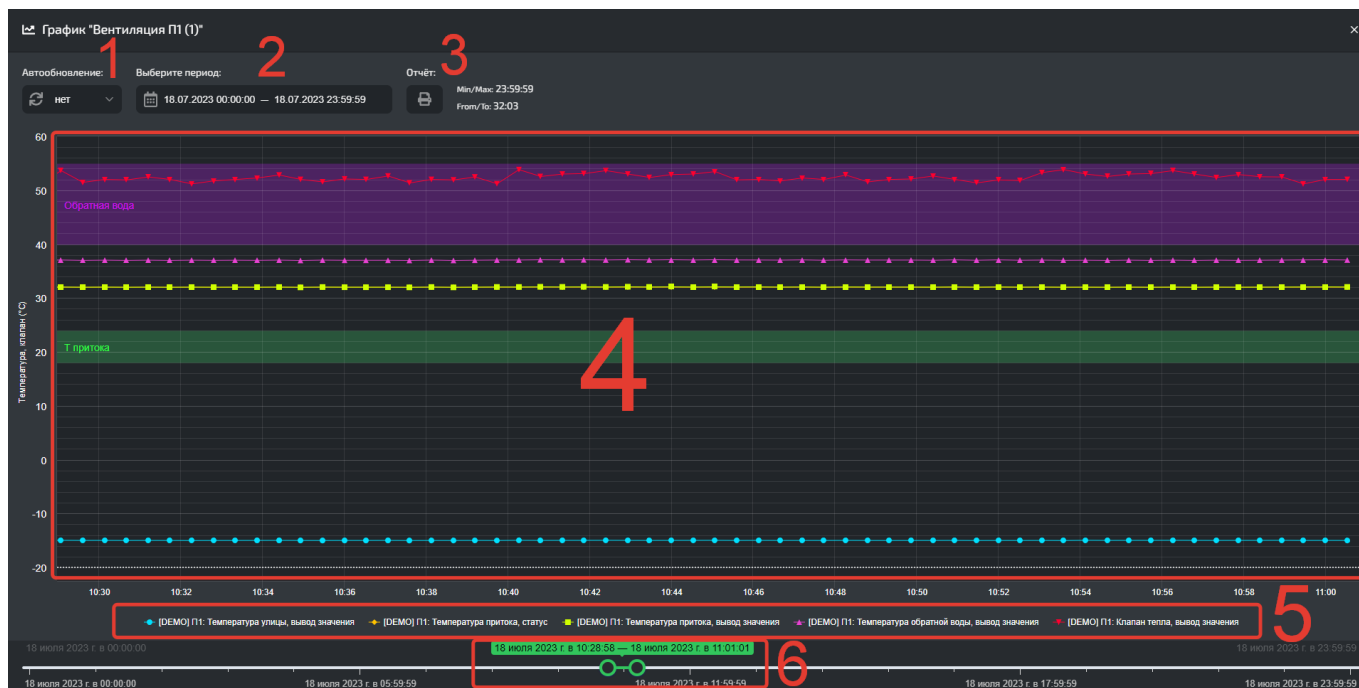 График "Вентиляция П1 (1)"
×
1
2
3
Автообновление:
Выберите период:
Отчёт:
нет
18.07.2023 00:00:00 — 18.07.2023 23:59:59
Min/Max: 23:59:59
From/To: 32:03
60
50
40
30
20
10
0
-10
-20
Температура, клапан (°C)
Обратная вода
Т притока
4
10:30
10:32
10:34
10:36
10:38
10:40
10:42
10:44
10:46
10:48
10:50
10:52
10:54
10:56
10:58
11:00
[DEMO] П1: Температура улицы, вывод значения
[DEMO] П1: Температура притока, статус
[DEMO] П1: Температура притока, вывод значения
[DEMO] П1: Температура обратной воды, вывод значения
[DEMO] П1: Клапан тепла, вывод значения
5
18 июля 2023 г. в 00:00:00
18 июля 2023 г. в 10:28:58 — 18 июля 2023 г. в 11:01:01
6
18 июля 2023 г. в 23:59:59
18 июля 2023 г. в 00:00:00
18 июля 2023 г. в 05:59:59
18 июля 2023 г. в 11:59:59
18 июля 2023 г. в 17:59:59
18 июля 2023 г. в 23:59:59